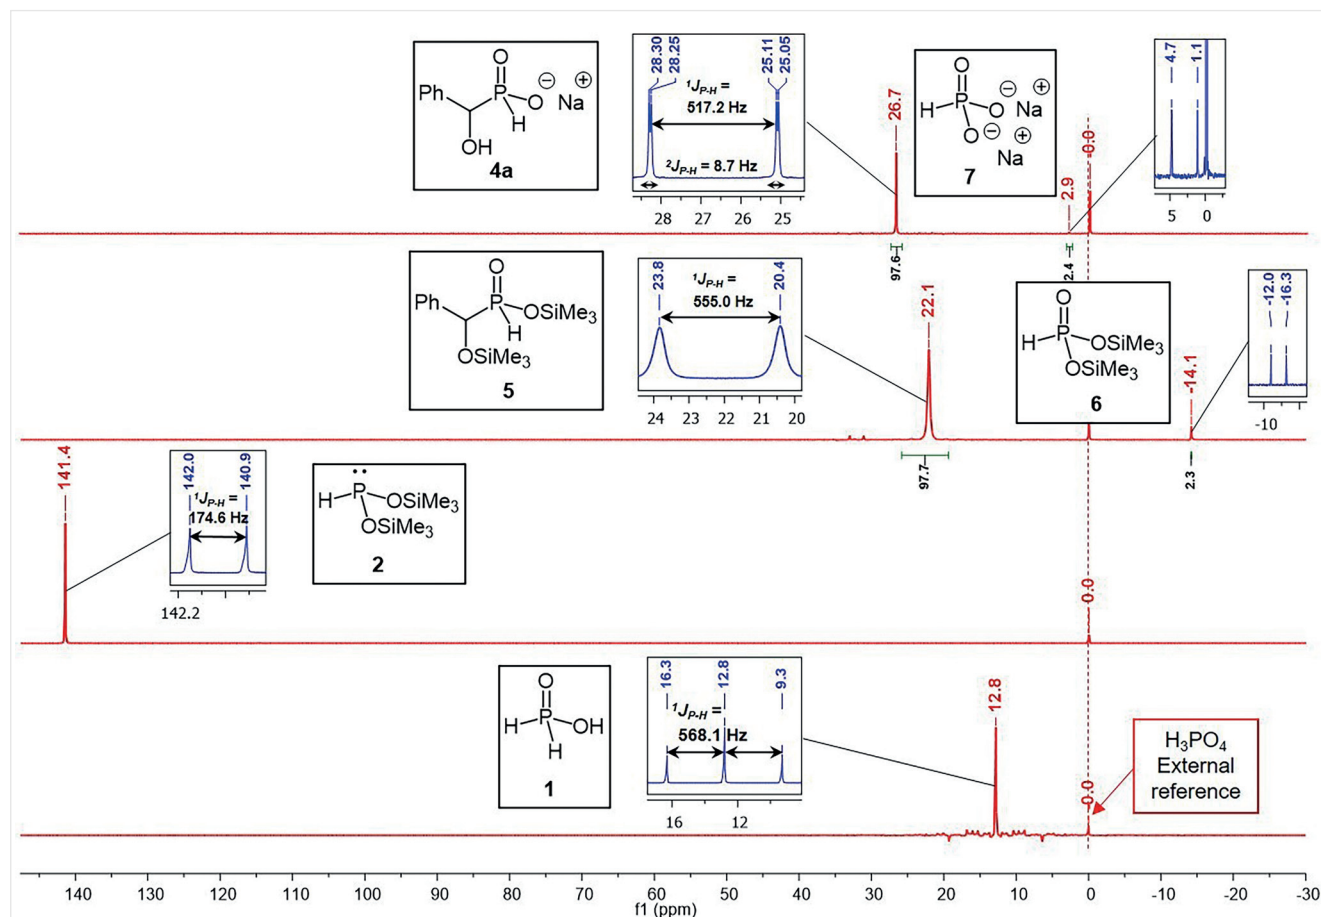 Ph
O
P
O
−
Na
+
H
OH
4a
28.30
28.25
25.11
25.05
1JP-H =
517.2 Hz
2JP-H = 8.7 Hz
28 27 26 25
26.7
O
H
P
O
−
Na
+
O
−
+
Na
7
2.9
-0.0
4.7
1.1
5 0
97.6
2.4
Ph
O
P
OSiMe3
H
OSiMe3
5
23.8
20.4
1JP-H =
555.0 Hz
24 23 22 21 20
22.1
O
H
P
OSiMe3
OSiMe3
6
-14.1
-12.0
-16.3
-10
97.7
2.3
141.4
142.0
140.9
1JP-H =
174.6 Hz
142.2
H
P
OSiMe3
OSiMe3
2
0.0
O
H
P
OH
H
1
16.3
12.8
9.3
1JP-H =
568.1 Hz
16 12
12.8
0.0
H3PO4
External
reference
140 130 120 110 100 90 80 70 60 50 40 30 20 10 0 -10 -20 -30
f1 (ppm)